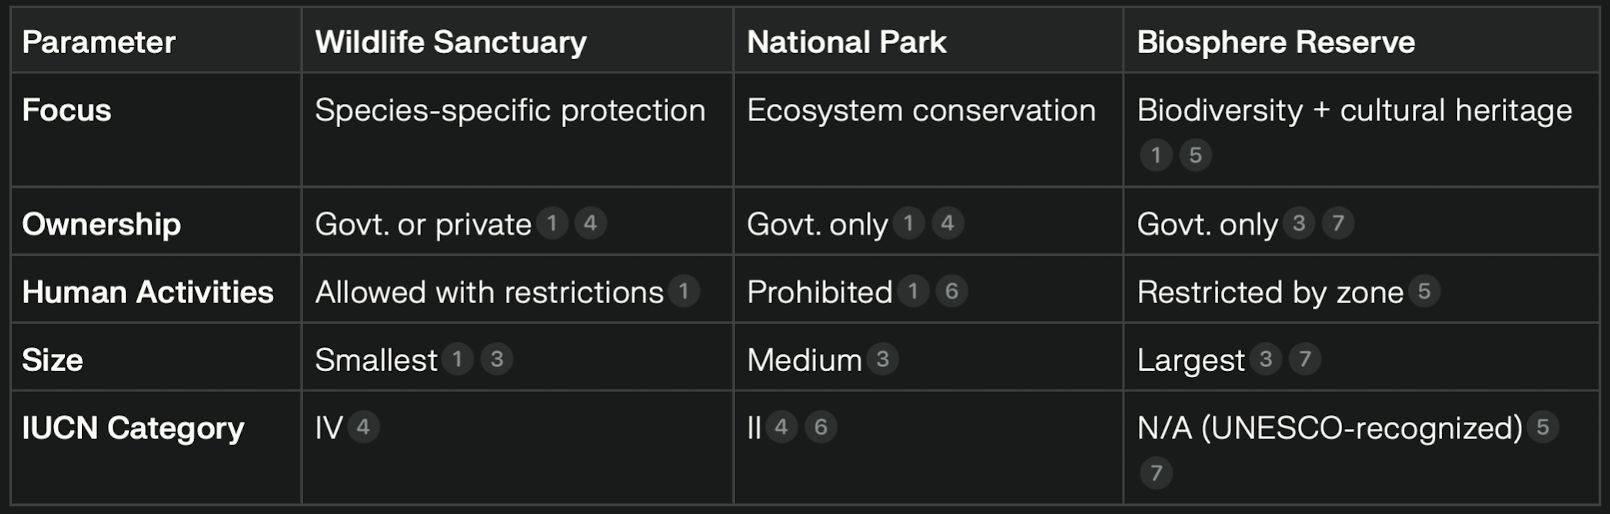 Parameter Wildlife Sanctuary National Park Biosphere Reserve
Focus Species-specific protection Ecosystem conservation Biodiversity + cultural heritage
1 5
Ownership Govt. or private 1 4 Govt. only 1 4 Govt. only 3 7
Human Activities Allowed with restrictions 1 Prohibited 1 6 Restricted by zone 5
Size Smallest 1 3 Medium 3 Largest 3 7
IUCN Category IV 4 II 4 6 N/A (UNESCO-recognized) 5
7